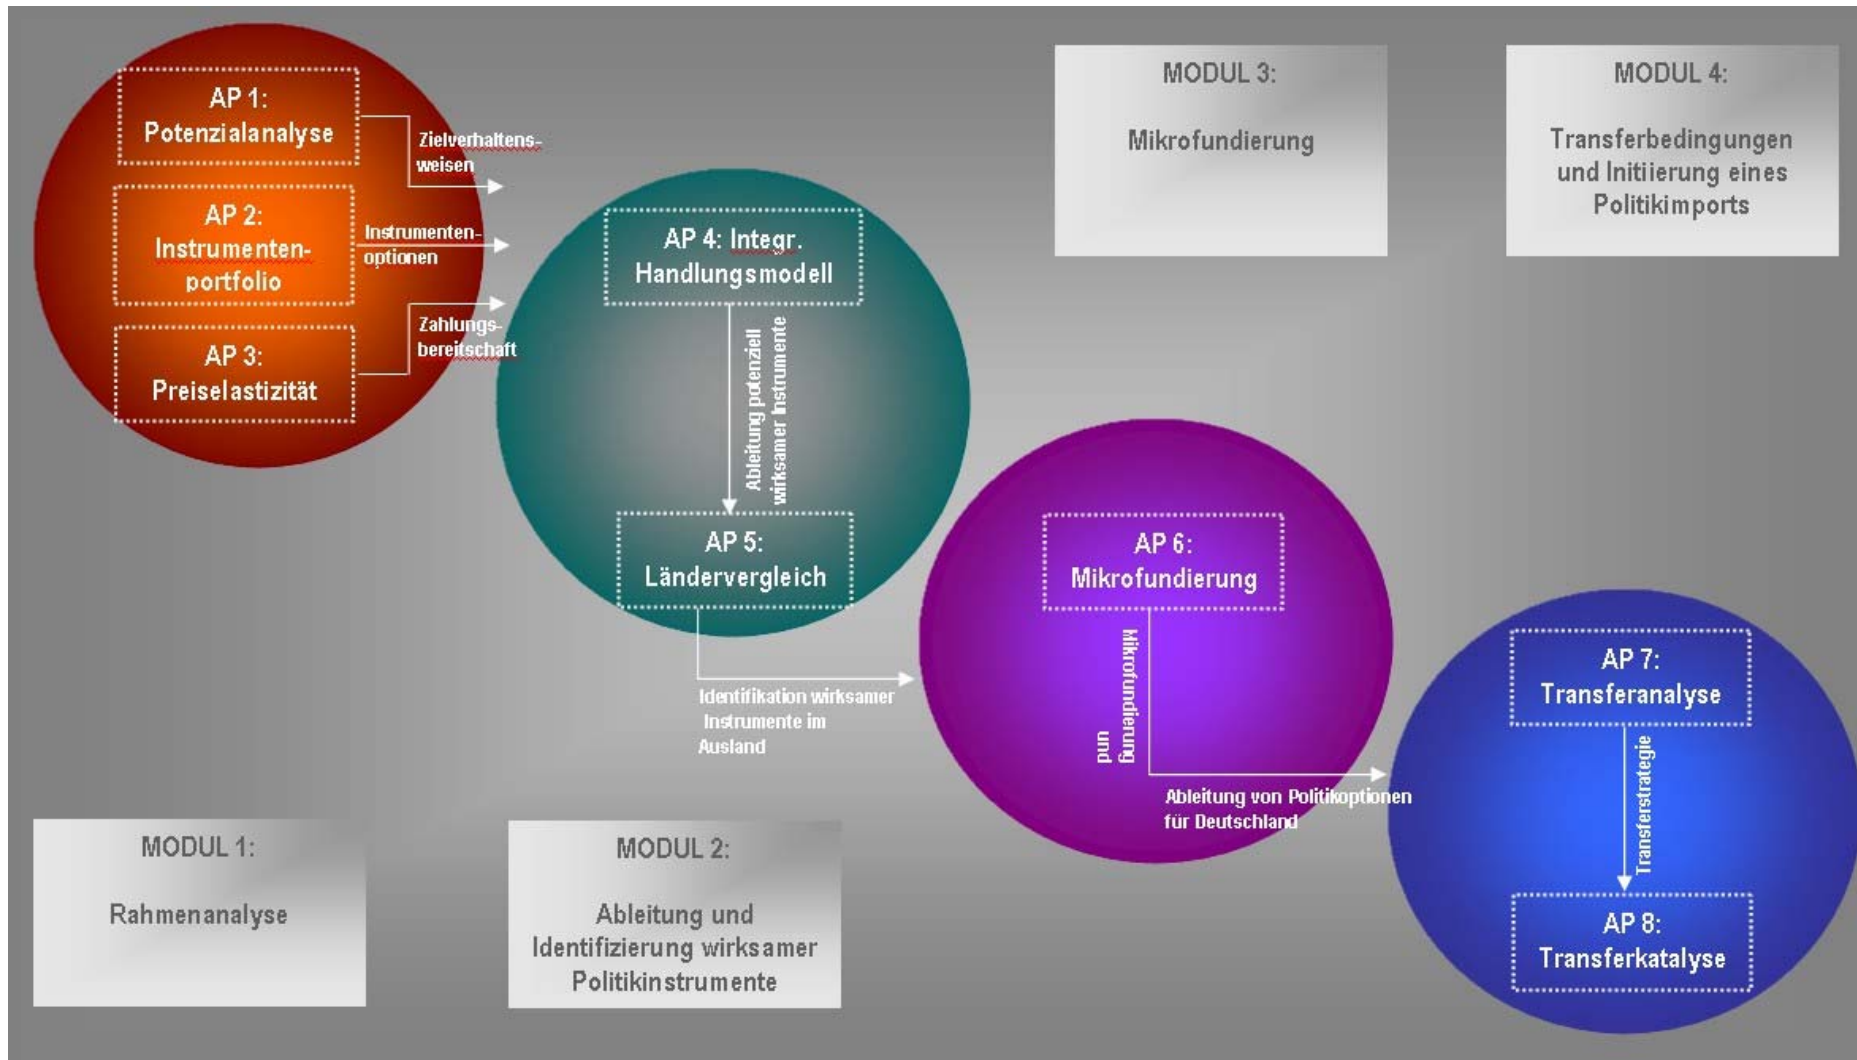 AP 1:
Potenzialanalyse
AP 2:
Instrumenten-
portfolio
AP 3:
Preiselastizität
Zielverhaltens-
weisen
Instrumenten-
optionen
Zahlungs-
bereitschaft
MODUL 1:
Rahmenanalyse
AP 4: Integr.
Handlungsmodell
Ableitung potenziell
wirksamer Instrumente
AP 5:
Ländervergleich
Identifikation wirksamer
Instrumente im
Ausland
MODUL 2:
Ableitung und
Identifizierung wirksamer
Politikinstrumente
MODUL 3:
Mikrofundierung
AP 6:
Mikrofundierung
Mikrofundierung
und
Ableitung von Politikoptionen
für Deutschland
MODUL 4:
Transferbedingungen
und Initiierung eines
Politikimports
AP 7:
Transferanalyse
Transferstrategie
AP 8:
Transferkatalyse